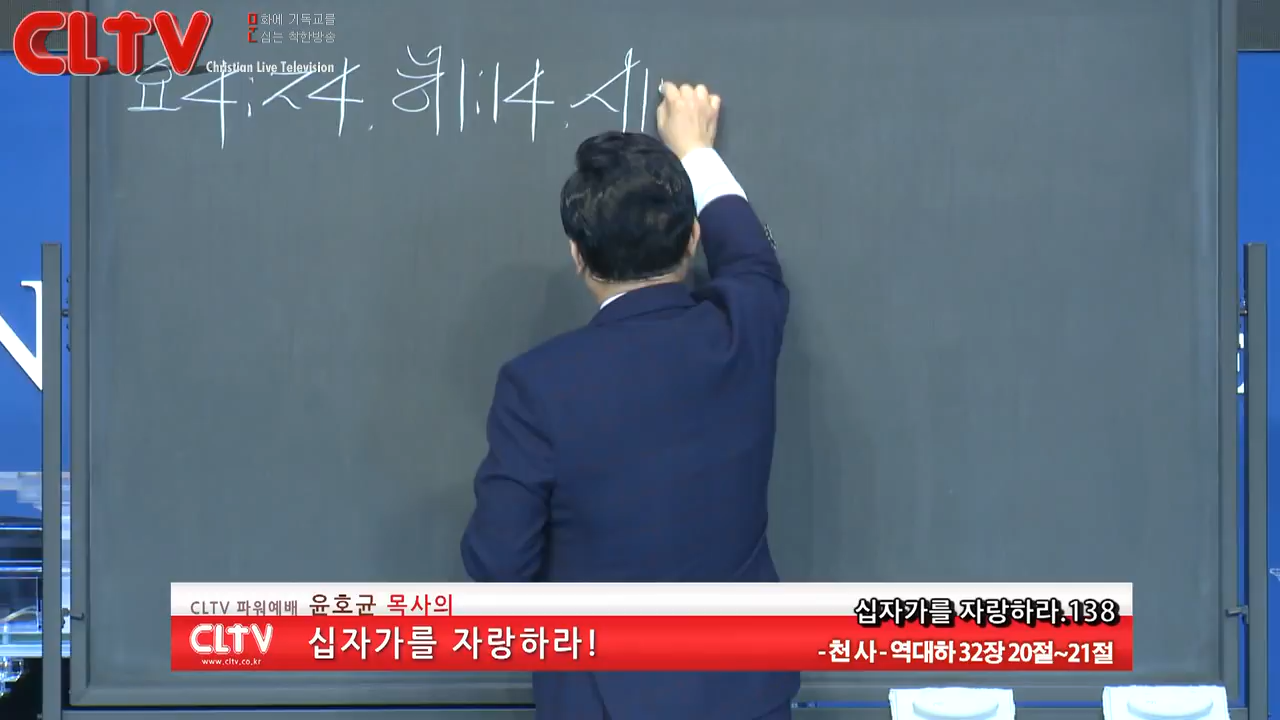 CLTV
화에 기독교를
심는 착한방송
Christian Live Television
요4:24. 히1:14. 시1
N
CLTV 파워예배 윤호균 목사의
십자가를 자랑하라.138
CLTV
www.cltv.co.kr
십자가를 자랑하라!
- 천 사 - 역대하 32장 20절~21절